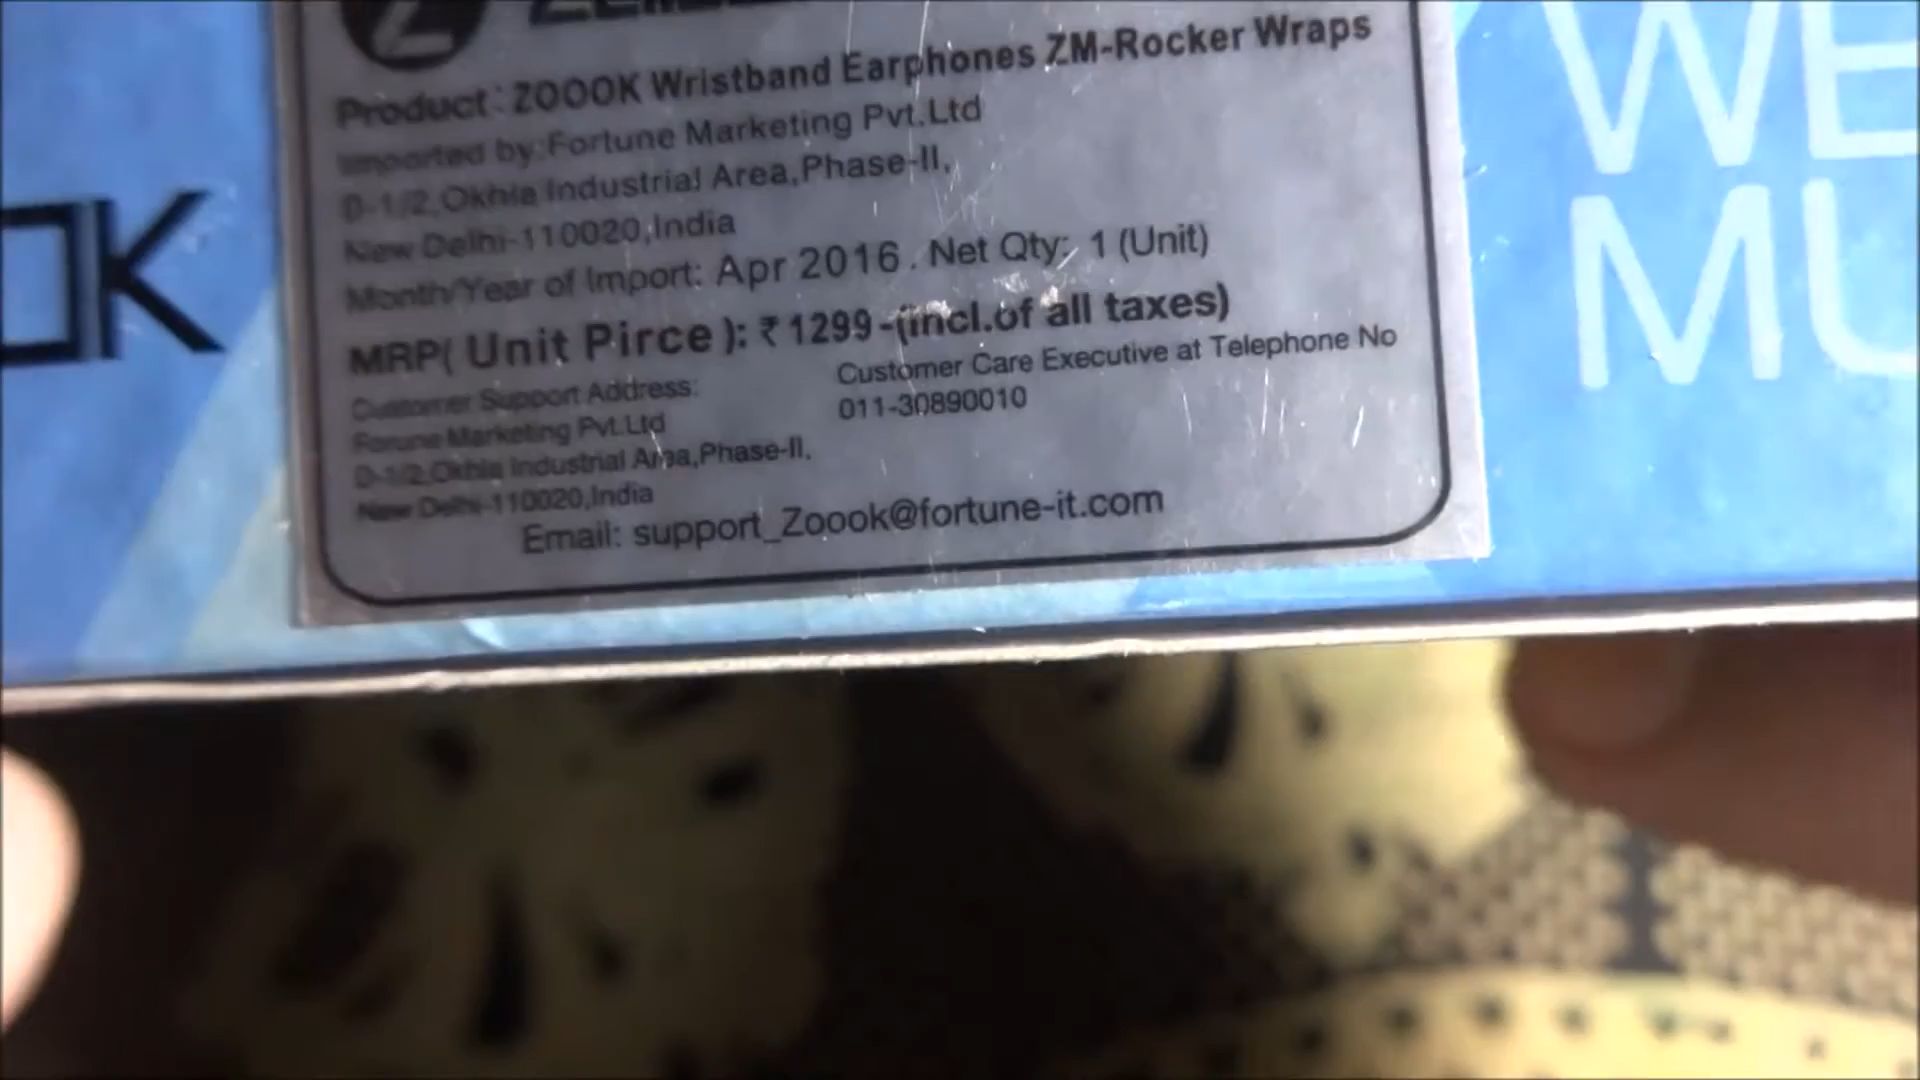 Product: ZOOOK Wristband Earphones ZM-Rocker Wraps
Imported by:Fortune Marketing Pvt.Ltd
D-1/2,Okhla Industrial Area,Phase-II,
New Delhi-110020,India
Month/Year of Import: Apr 2016. Net Qty: 1 (Unit)
MRP( Unit Pirce ): ₹ 1299-(incl.of all taxes)
Customer Support Address:
Forune Marketing Pvt.Ltd
D-1/2,Okhla Industrial Area,Phase-II,
New Delhi-110020,India
Customer Care Executive at Telephone No
011-30890010
Email: support_Zoook@fortune-it.com
OK
WE
MU